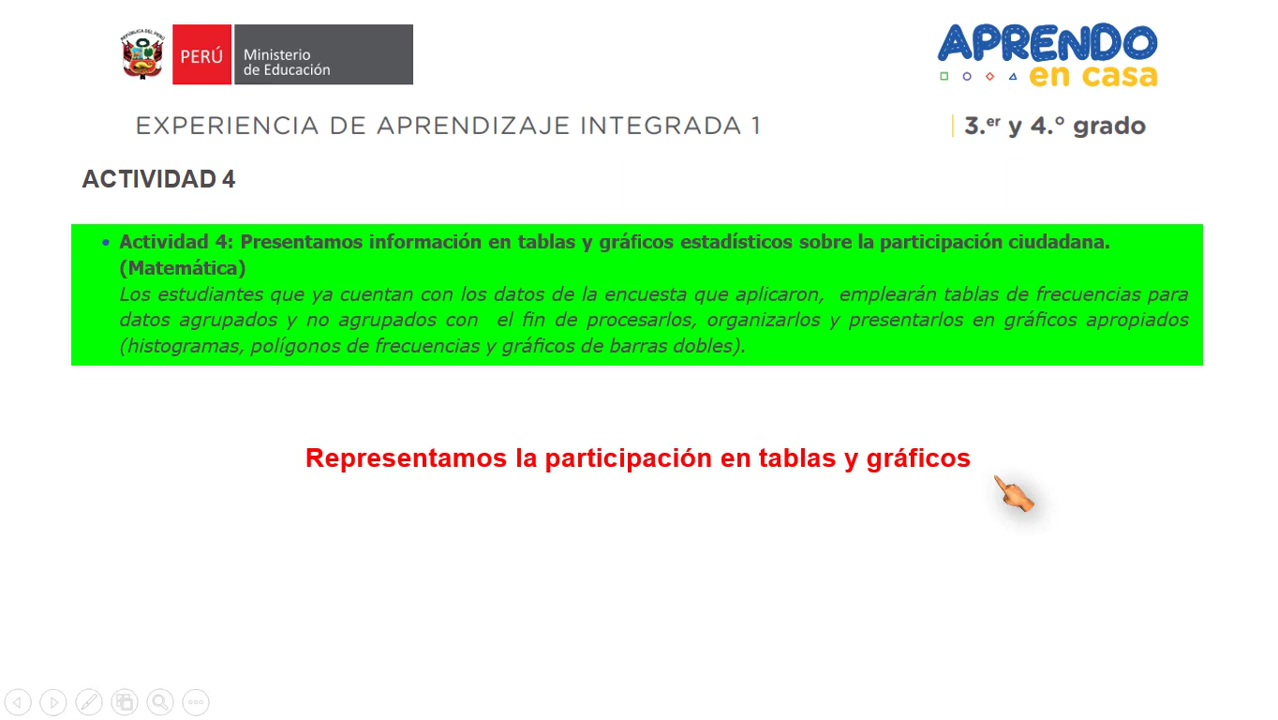 PERÚ
Ministerio
de Educación
APRENDO
en casa
EXPERIENCIA DE APRENDIZAJE INTEGRADA 1
3.er y 4.° grado
ACTIVIDAD 4
• Actividad 4: Presentamos información en tablas y gráficos estadísticos sobre la participación ciudadana.
(Matemática)
Los estudiantes que ya cuentan con los datos de la encuesta que aplicaron, emplearán tablas de frecuencias para
datos agrupados y no agrupados con el fin de procesarlos, organizarlos y presentarlos en gráficos apropiados
(histogramas, polígonos de frecuencias y gráficos de barras dobles).
Representamos la participación en tablas y gráficos